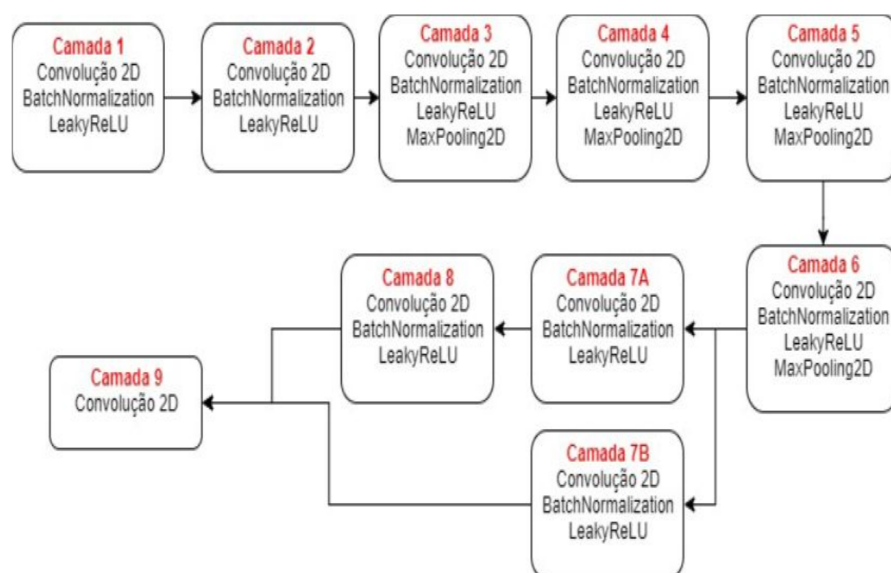 Camada 1
Convolução 2D
BatchNormalization
LeakyReLU
Camada 2
Convolução 2D
BatchNormalization
LeakyReLU
Camada 3
Convolução 2D
BatchNormalization
LeakyReLU
MaxPooling2D
Camada 4
Convolução 2D
BatchNormalization
LeakyReLU
MaxPooling2D
Camada 5
Convolução 2D
BatchNormalization
LeakyReLU
MaxPooling2D
Camada 6
Convolução 2D
BatchNormalization
LeakyReLU
MaxPooling2D
Camada 7A
Convolução 2D
BatchNormalization
LeakyReLU
Camada 8
Convolução 2D
BatchNormalization
LeakyReLU
Camada 7B
Convolução 2D
BatchNormalization
LeakyReLU
Camada 9
Convolução 2D